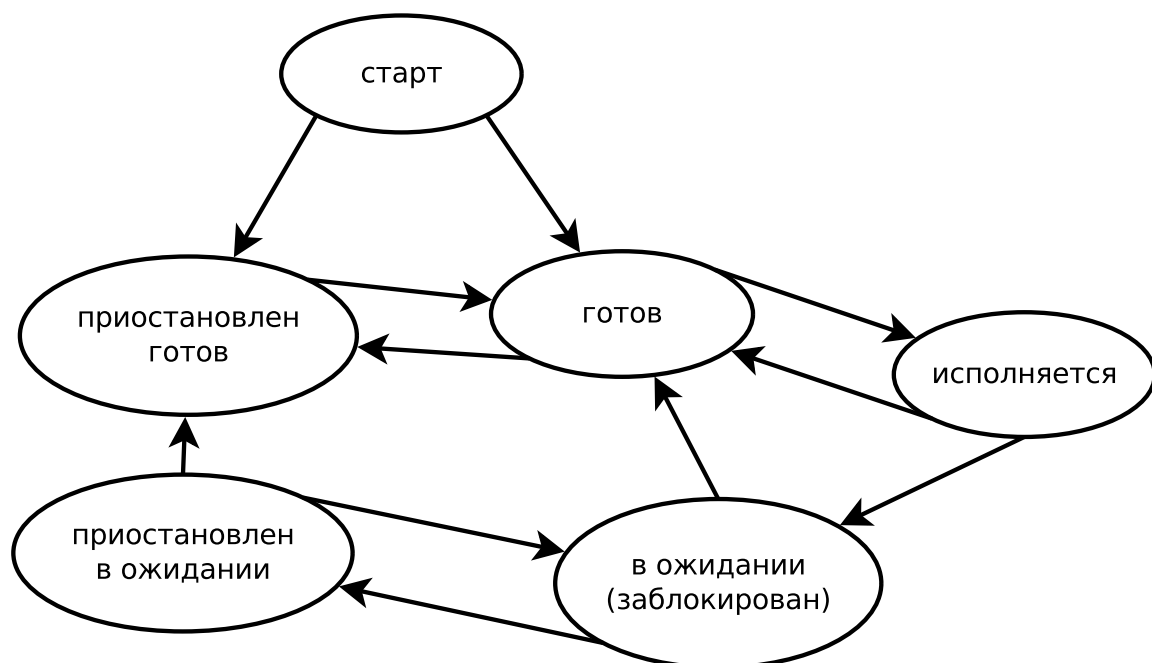 старт
приостановлен
готов
готов
исполняется
приостановлен
в ожидании
в ожидании
(заблокирован)